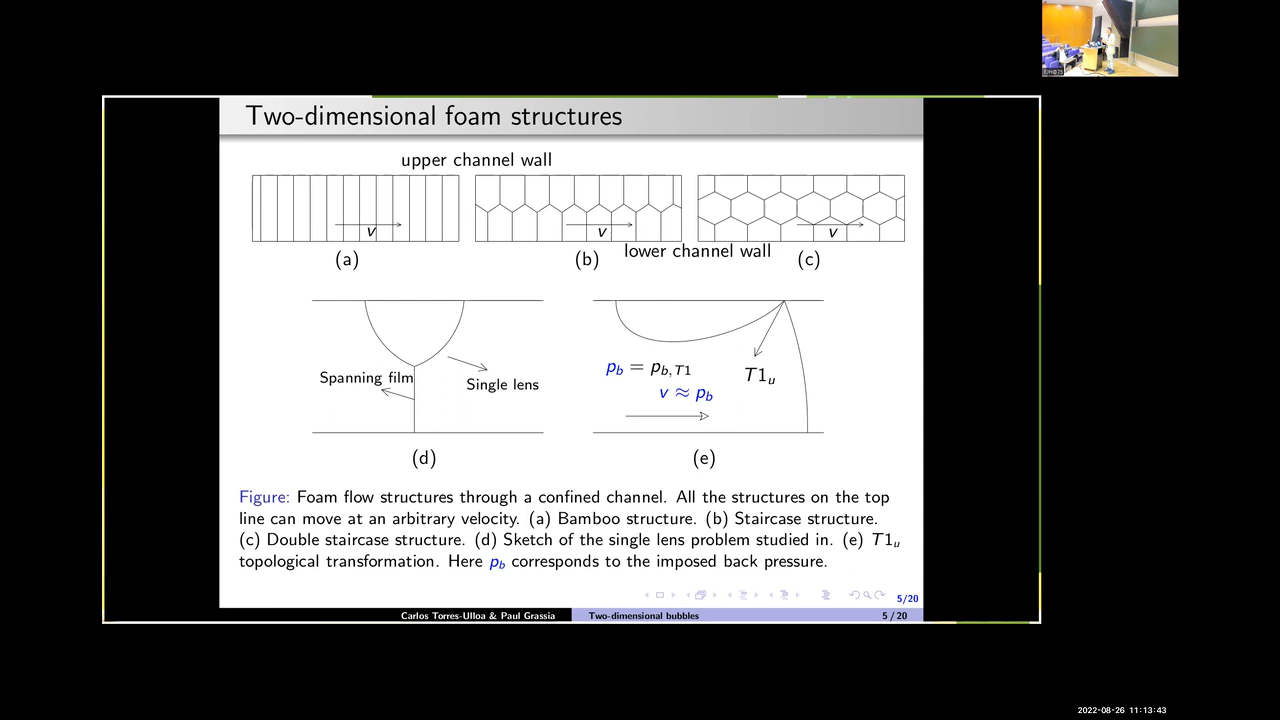 Two-dimensional foam structures
upper channel wall
v
v
v
(a)
(b)
lower channel wall
(c)
Spanning film
Single lens
p_b = p_{b,T1}
v ≈ p_b
T1_u
(d)
(e)
Figure: Foam flow structures through a confined channel. All the structures on the top
line can move at an arbitrary velocity. (a) Bamboo structure. (b) Staircase structure.
(c) Double staircase structure. (d) Sketch of the single lens problem studied in. (e) T1_u
topological transformation. Here p_b corresponds to the imposed back pressure.
5/20
Carlos Torres-Ulloa & Paul Grassia
Two-dimensional bubbles
5 / 20
2022-08-26 11:13:43